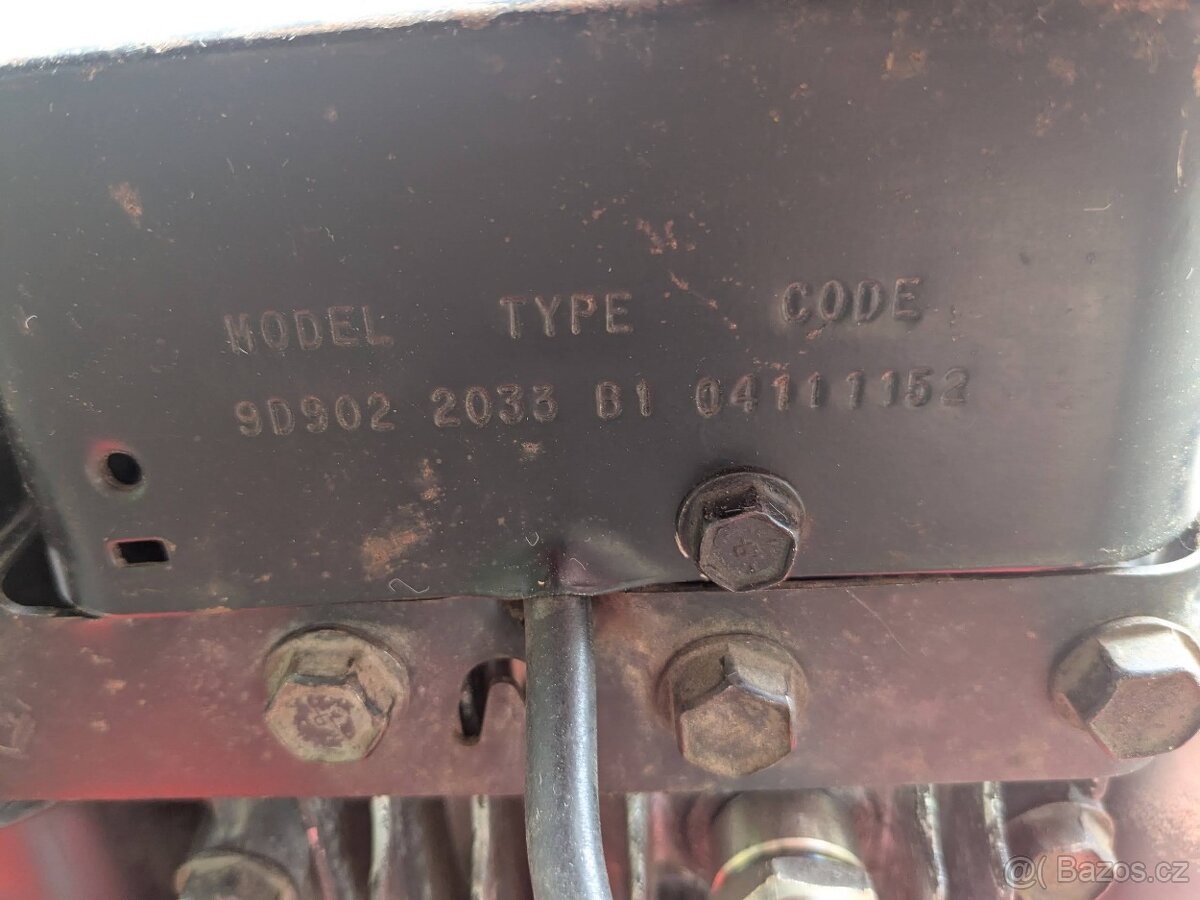 MODEL TYPE CODE
9D902 2033 B1 04111152
@( Bazos.cz